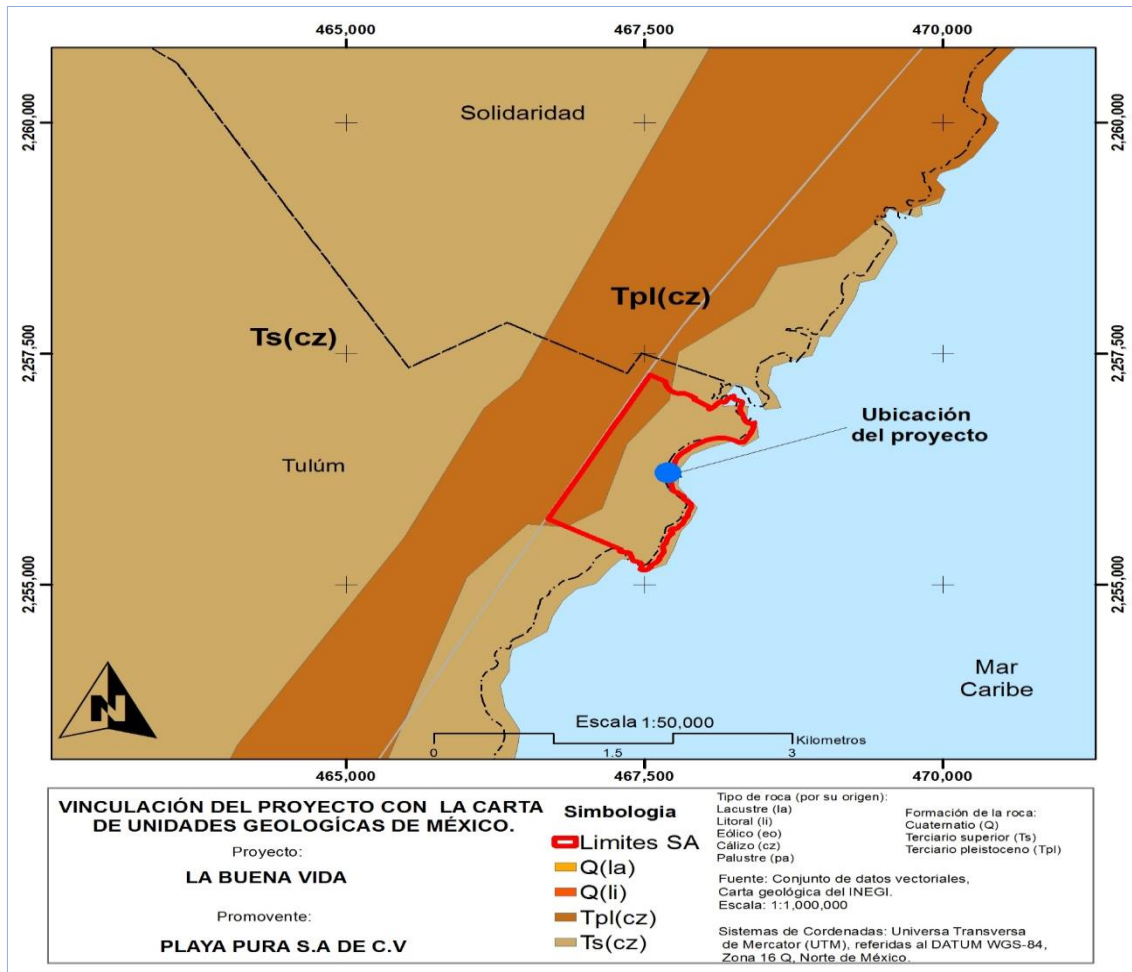 465,000
467,500
470,000
2,260,000
2,260,000
Solidaridad
Tpl(cz)
Ts(cz)
2,257,500
2,257,500
Ubicación
del proyecto
Tulúm
2,255,000
2,255,000
Mar
Caribe
N
Escala 1:50,000
Kilometros
0
1.5
3
465,000
467,500
470,000
VINCULACIÓN DEL PROYECTO CON LA CARTA
DE UNIDADES GEOLOGÍCAS DE MÉXICO.
Proyecto:
LA BUENA VIDA
Promovente:
PLAYA PURA S.A DE C.V
Simbologia
Limites SA
Q(la)
Q(li)
Tpl(cz)
Ts(cz)
Tipo de roca (por su origen):
Lacustre (la)
Litoral (li)
Eólico (eo)
Cálizo (cz)
Palustre (pa)
Formación de la roca:
Cuaternatio (Q)
Terciario superior (Ts)
Terciario pleistoceno (Tpl)
Fuente: Conjunto de datos vectoriales,
Carta geológica del INEGI.
Escala: 1:1,000,000
Sistemas de Cordenadas: Universa Transversa
de Mercator (UTM), referidas al DATUM WGS-84,
Zona 16 Q, Norte de México.